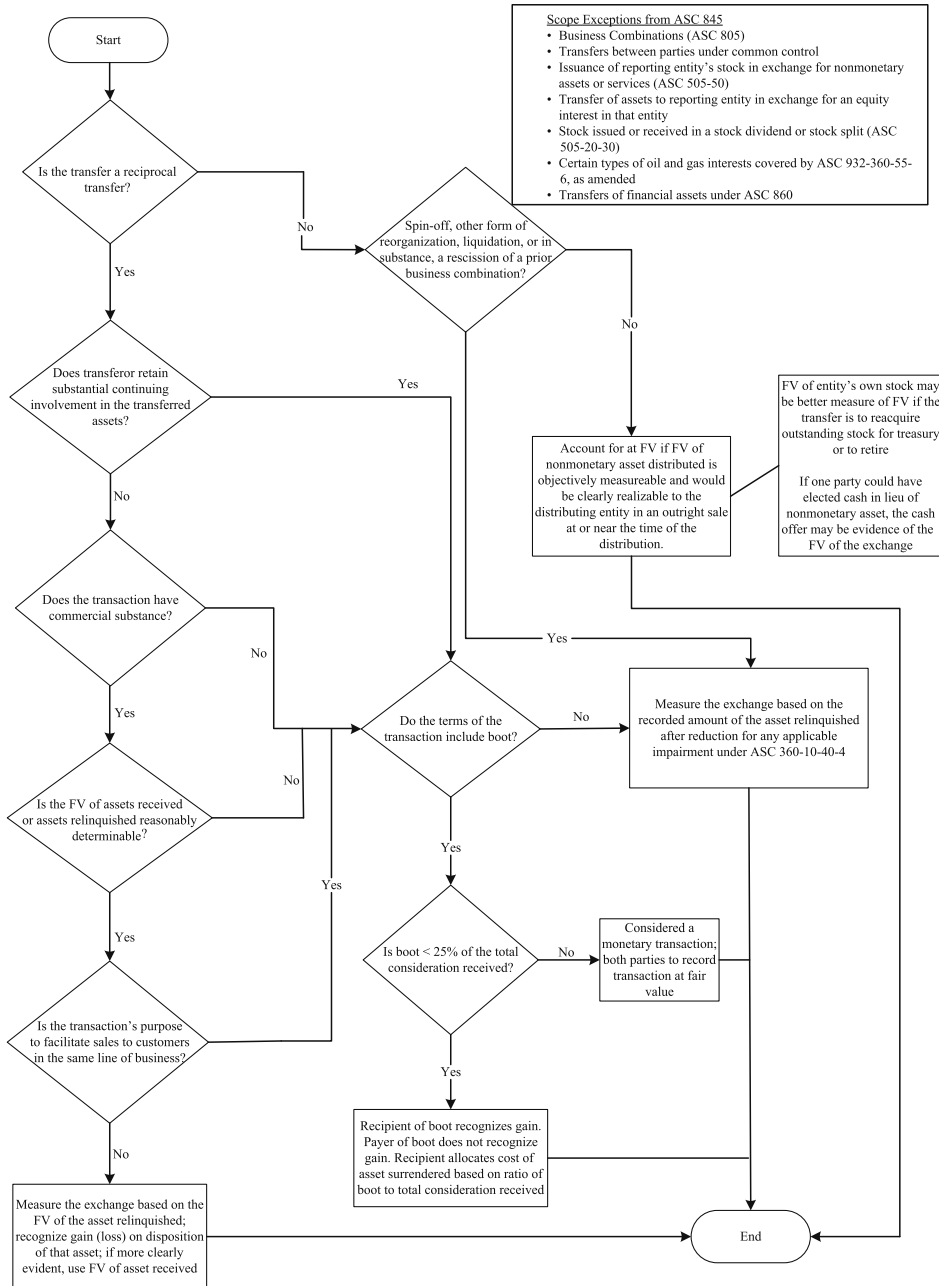 Start
Scope Exceptions from ASC 845
• Business Combinations (ASC 805)
• Transfers between parties under common control
• Issuance of reporting entity's stock in exchange for nonmonetary
assets or services (ASC 505-50)
• Transfer of assets to reporting entity in exchange for an equity
interest in that entity
• Stock issued or received in a stock dividend or stock split (ASC
505-20-30)
• Certain types of oil and gas interests covered by ASC 932-360-55-
6, as amended
• Transfers of financial assets under ASC 860
Is the transfer a reciprocal
transfer?
No
Yes
Spin-off, other form of
reorganization, liquidation, or in
substance, a rescission of a prior
business combination?
No
Yes
Does transferor retain
substantial continuing
involvement in the transferred
assets?
Yes
No
Account for at FV if FV of
nonmonetary asset distributed is
objectively measureable and would
be clearly realizable to the
distributing entity in an outright sale
at or near the time of the
distribution.
FV of entity's own stock may
be better measure of FV if the
transfer is to reacquire
outstanding stock for treasury
or to retire
If one party could have
elected cash in lieu of
nonmonetary asset, the cash
offer may be evidence of the
FV of the exchange
Does the transaction have
commercial substance?
No
Yes
Do the terms of the
transaction include boot?
No
Yes
Measure the exchange based on the
recorded amount of the asset relinquished
after reduction for any applicable
impairment under ASC 360-10-40-4
Is the FV of assets received
or assets relinquished reasonably
determinable?
No
Yes
Is boot < 25% of the total
consideration received?
No
Yes
Considered a
monetary transaction;
both parties to record
transaction at fair
value
Is the transaction's purpose
to facilitate sales to customers
in the same line of business?
Yes
No
Recipient of boot recognizes gain.
Payer of boot does not recognize
gain. Recipient allocates cost of
asset surrendered based on ratio of
boot to total consideration received
Measure the exchange based on the
FV of the asset relinquished;
recognize gain (loss) on disposition
of that asset; if more clearly
evident, use FV of asset received
End